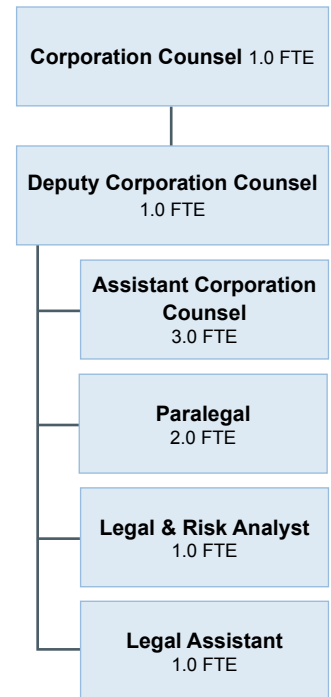 Corporation Counsel 1.0 FTE
Deputy Corporation Counsel
1.0 FTE
Assistant Corporation
Counsel
3.0 FTE
Paralegal
2.0 FTE
Legal & Risk Analyst
1.0 FTE
Legal Assistant
1.0 FTE